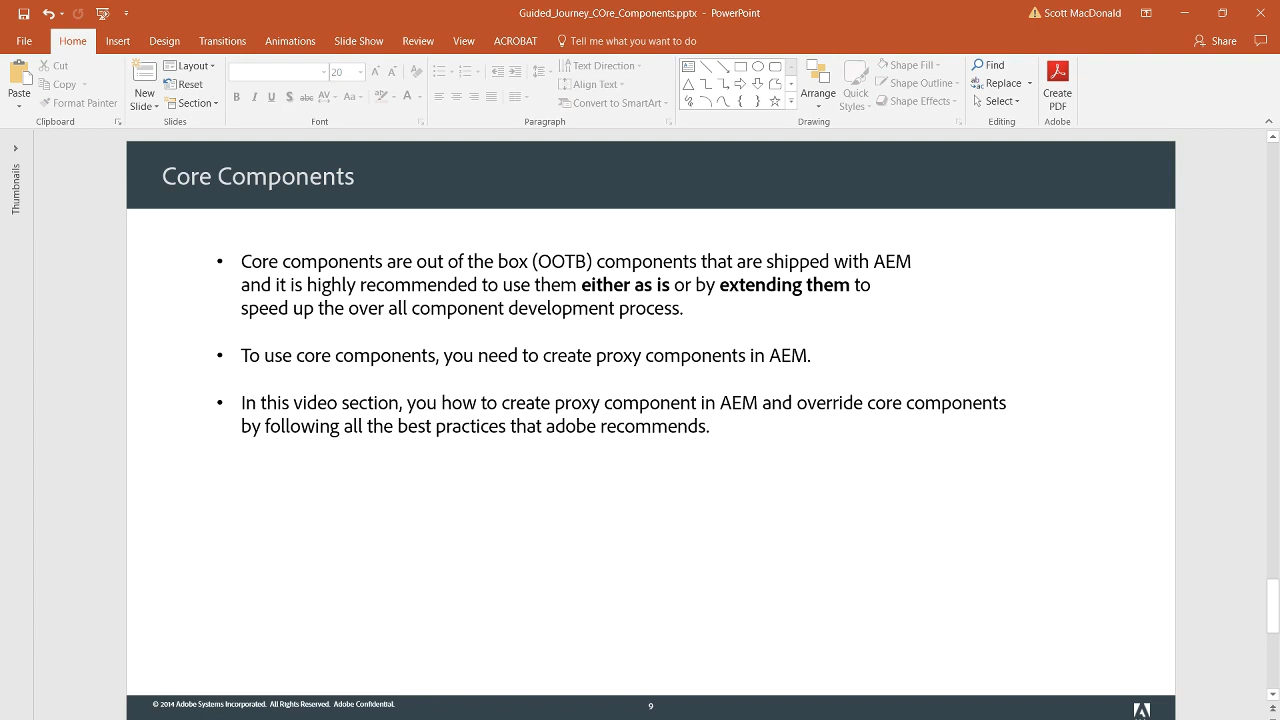 Guided_Journey_COre_Components.pptx - PowerPoint
Scott MacDonald
File Home Insert Design Transitions Animations Slide Show Review View ACROBAT Tell me what you want to do Share
Paste
Cut
Copy
Format Painter
Clipboard
New Slide
Layout
Reset
Section
Slides
20
B I U S abc AV Aa A
Font
Text Direction
Align Text
Convert to SmartArt
Paragraph
Arrange
Quick Styles
Shape Fill
Shape Outline
Shape Effects
Drawing
Find
Replace
Select
Editing
Create PDF
Adobe
Thumbnails
Core Components
• Core components are out of the box (OOTB) components that are shipped with AEM
and it is highly recommended to use them either as is or by extending them to
speed up the over all component development process.
• To use core components, you need to create proxy components in AEM.
• In this video section, you how to create proxy component in AEM and override core components
by following all the best practices that adobe recommends.
© 2014 Adobe Systems Incorporated. All Rights Reserved. Adobe Confidential.
9